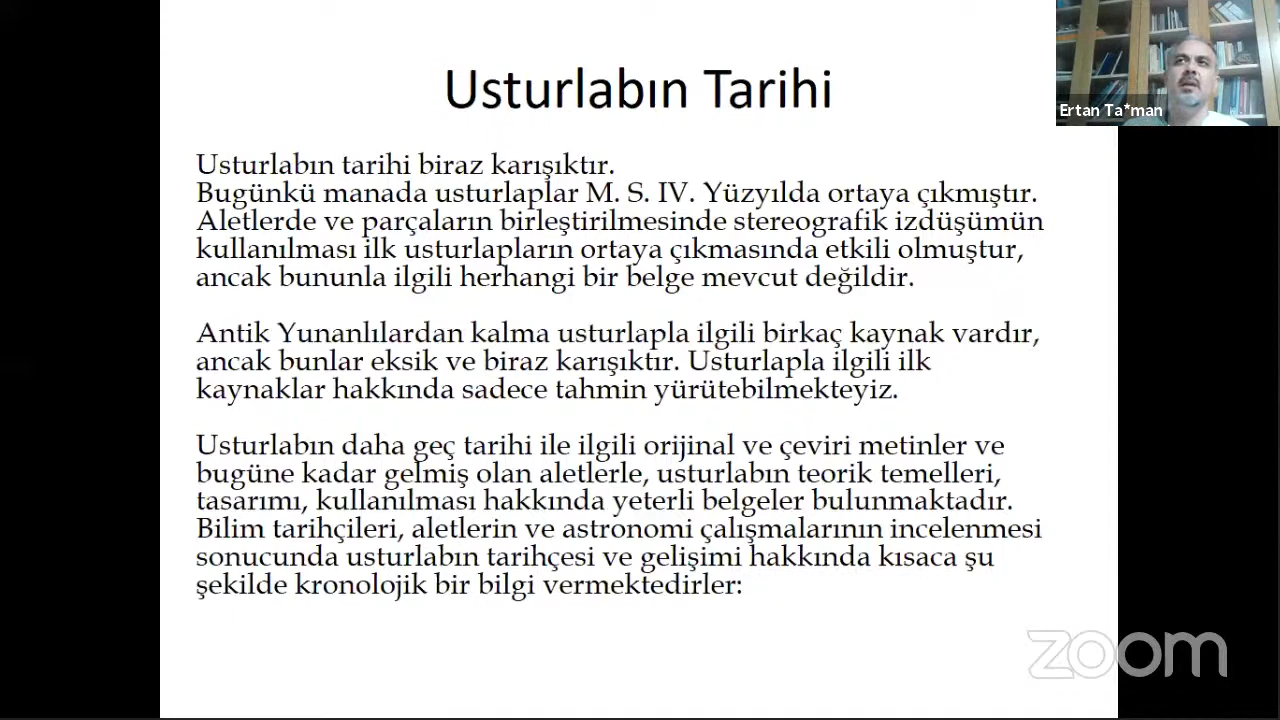 Usturlabın Tarihi
Ertan Ta*man
Usturlabın tarihi biraz karışıktır.
Bugünkü manada usturlaplar M. S. IV. Yüzyılda ortaya çıkmıştır.
Aletlerde ve parçaların birleştirilmesinde stereografik izdüşümün
kullanılması ilk usturlapların ortaya çıkmasında etkili olmuştur,
ancak bununla ilgili herhangi bir belge mevcut değildir.
Antik Yunanlılardan kalma usturlapla ilgili birkaç kaynak vardır,
ancak bunlar eksik ve biraz karışıktır. Usturlapla ilgili ilk
kaynaklar hakkında sadece tahmin yürütebilmekteyiz.
Usturlabın daha geç tarihi ile ilgili orijinal ve çeviri metinler ve
bugüne kadar gelmiş olan aletlerle, usturlabın teorik temelleri,
tasarımı, kullanılması hakkında yeterli belgeler bulunmaktadır.
Bilim tarihçileri, aletlerin ve astronomi çalışmalarının incelenmesi
sonucunda usturlabın tarihçesi ve gelişimi hakkında kısaca şu
şekilde kronolojik bir bilgi vermektedirler:
zoom